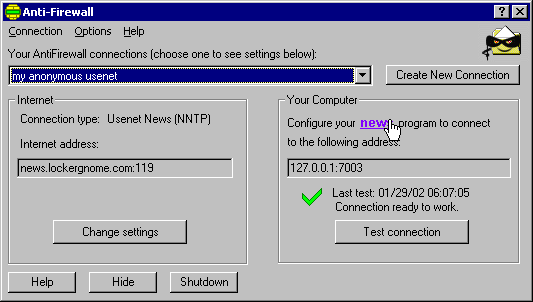 Anti-Firewall
Connection Options Help
Your AntiFirewall connections (choose one to see settings below):
my anonymous usenet
Create New Connection
Internet
Connection type: Usenet News (NNTP)
Internet address:
news.lockergnome.com:119
Change settings
Your Computer
Configure your news program to connect
to the following address:
127.0.0.1:7003
Last test: 01/29/02 06:07:05
Connection ready to work.
Test connection
Help
Hide
Shutdown